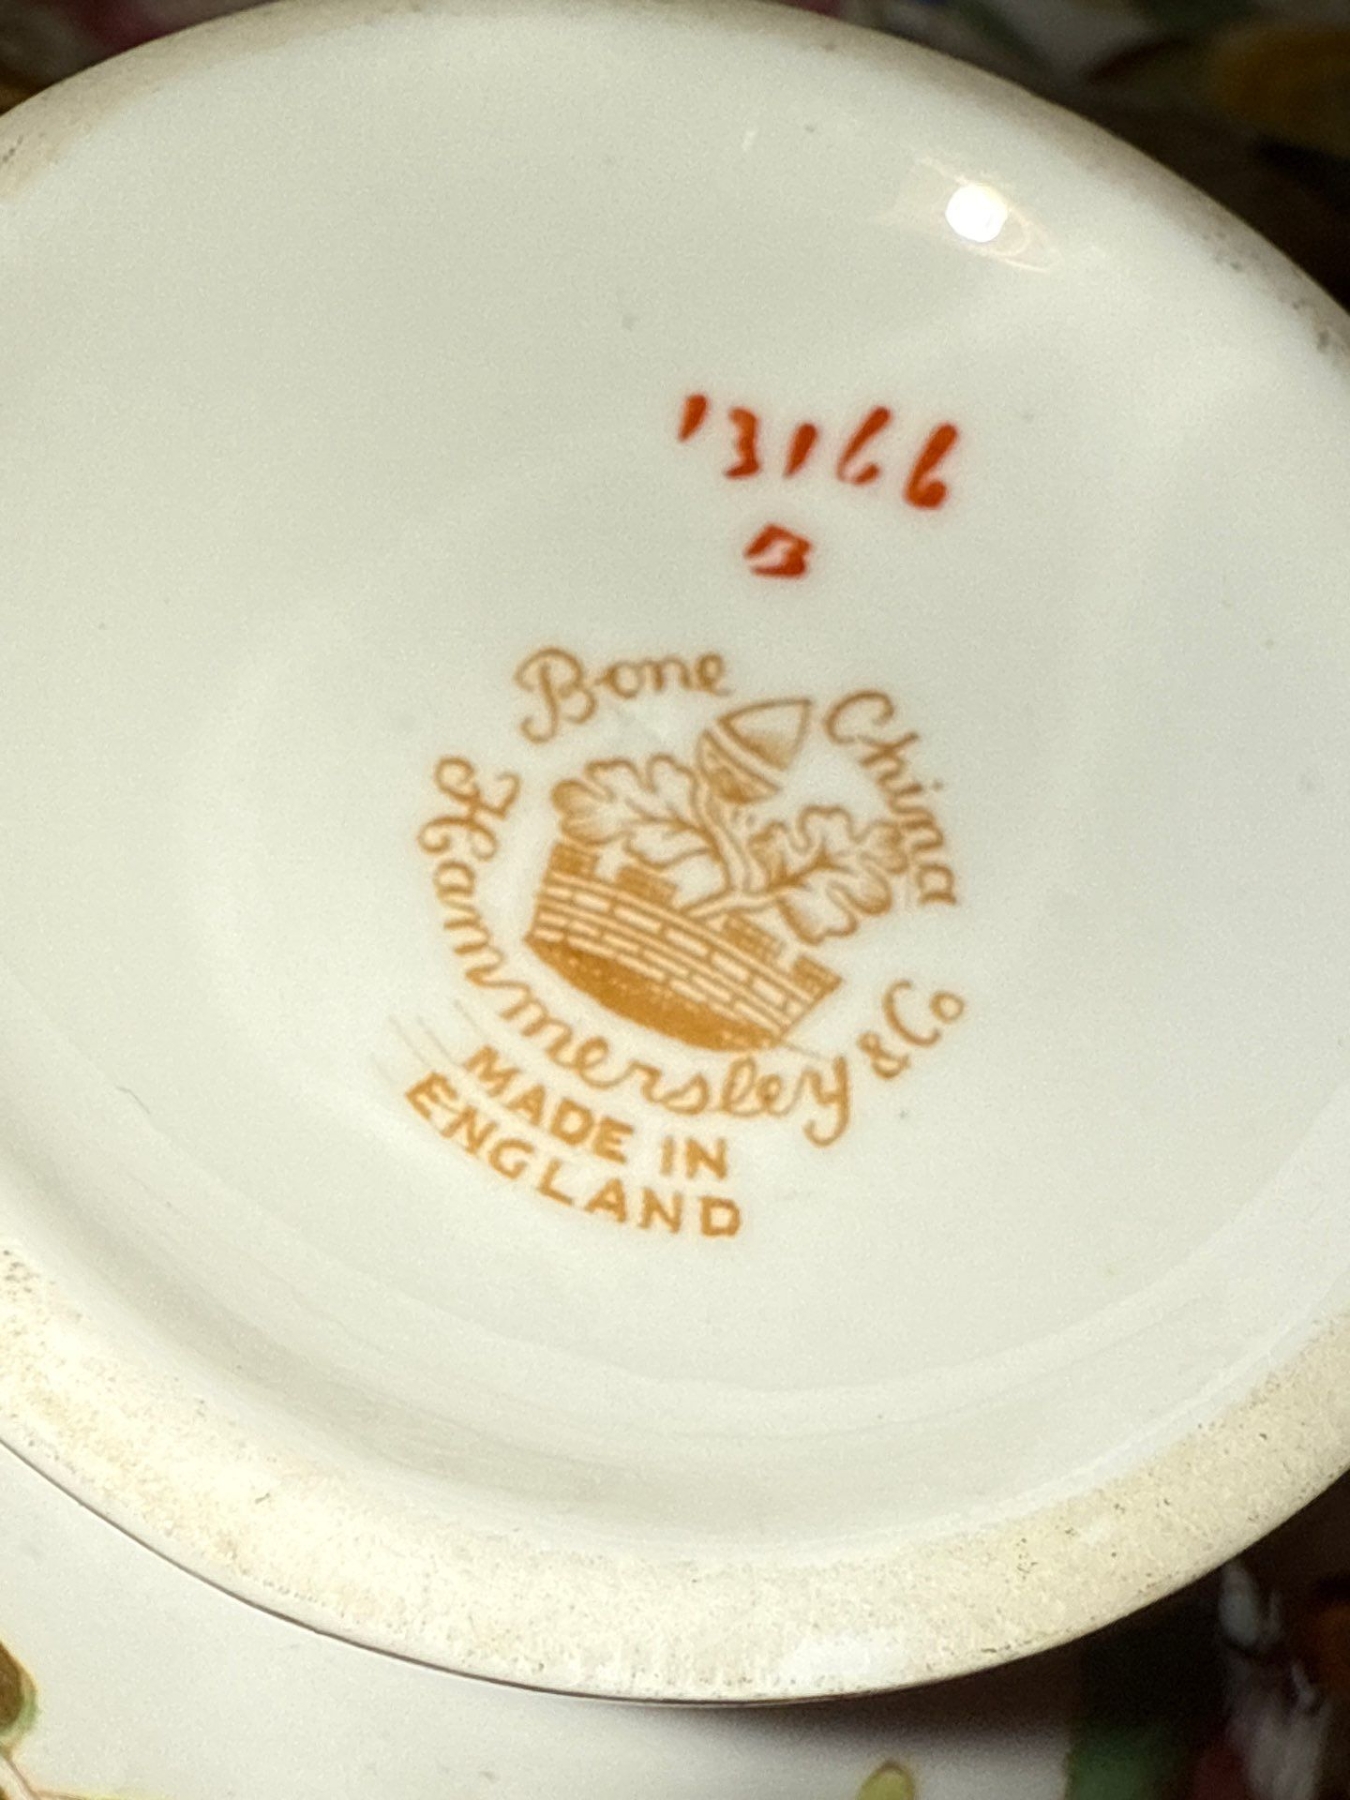 13166
B
Bone China
Hammersley & Co
MADE IN
ENGLAND